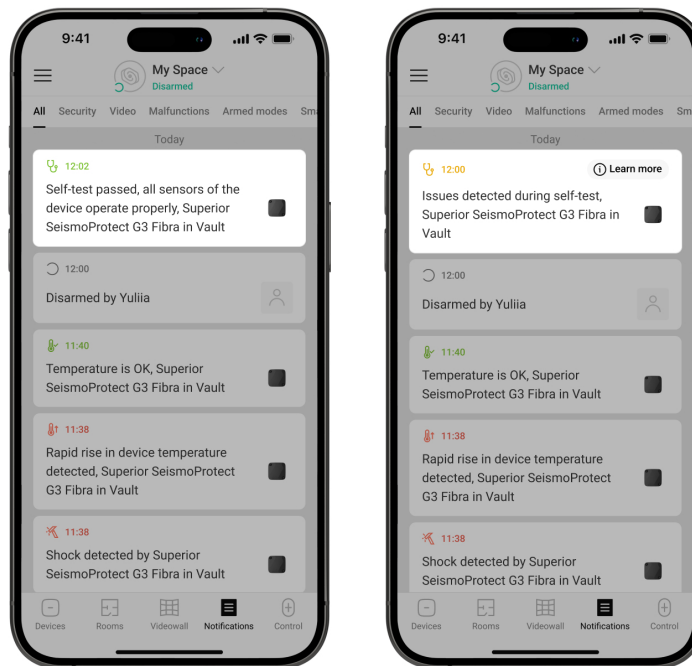 9:41
My Space
Disarmed
All Security Video Malfunctions Armed modes Sma
Today
12:02
Self-test passed, all sensors of the
device operate properly, Superior
SeismoProtect G3 Fibra in Vault
12:00
Disarmed by Yuliia
11:40
Temperature is OK, Superior
SeismoProtect G3 Fibra in Vault
11:38
Rapid rise in device temperature
detected, Superior SeismoProtect
G3 Fibra in Vault
11:38
Shock detected by Superior
SeismoProtect G3 Fibra in Vault
Devices Rooms Videowall Notifications Control
9:41
My Space
Disarmed
All Security Video Malfunctions Armed modes Sm
Today
12:00 Learn more
Issues detected during self-test,
Superior SeismoProtect G3 Fibra in
Vault
12:00
Disarmed by Yuliia
11:40
Temperature is OK, Superior
SeismoProtect G3 Fibra in Vault
11:38
Rapid rise in device temperature
detected, Superior SeismoProtect
G3 Fibra in Vault
11:38
Shock detected by Superior
SeismoProtect G3 Fibra in Vault
Devices Rooms Videowall Notifications Control